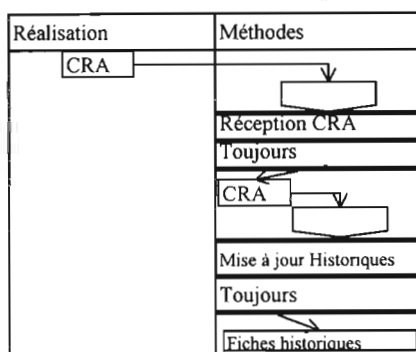 Réalisation
Méthodes
CRA
Réception CRA
Toujours
CRA
Mise à jour Historiques
Toujours
Fiches historiques